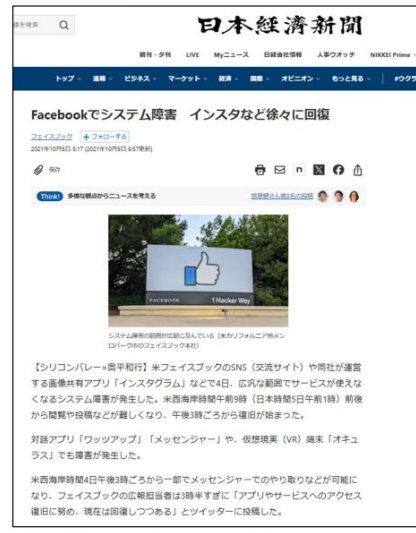 日本経済新聞
朝刊・夕刊 LIVE Myニュース 日経会社情報 人事ウオッチ NIKKEI Prime
トップ 速報 ビジネス マーケット 経済 国際 オピニオン もっと見る #ウクラ
Facebookでシステム障害 インスタなど徐々に回復
フェイスブック +フォローする
2021年10月5日 5:17 (2021年10月5日 9:57更新)
保存
Think! 多様な観点からニュースを考える
FACEBOOK 1 Hacker Way
システム障害の範囲が広範に及んでいる（米カリフォルニア州メン
ロパーク市のフェイスブック本社）
【シリコンバレー=奥平和行】米フェイスブックのSNS（交流サイト）や同社が運営
する画像共有アプリ「インスタグラム」などで4日、広汎な範囲でサービスが使えな
くなるシステム障害が発生した。米西海岸時間午前9時（日本時間5日午前1時）前後
から閲覧や投稿などが難しくなり、午後3時ごろから復旧が始まった。
対話アプリ「ワッツアップ」「メッセンジャー」や、仮想現実（VR）端末「オキュ
ラス」でも障害が発生した。
米西海岸時間4日午後3時ごろから一部でメッセンジャーでのやり取りなどが可能に
なり、フェイスブックの広報担当者は3時半すぎに「アプリやサービスへのアクセス
復旧に努め、現在は回復しつつある」とツイッターに投稿した。